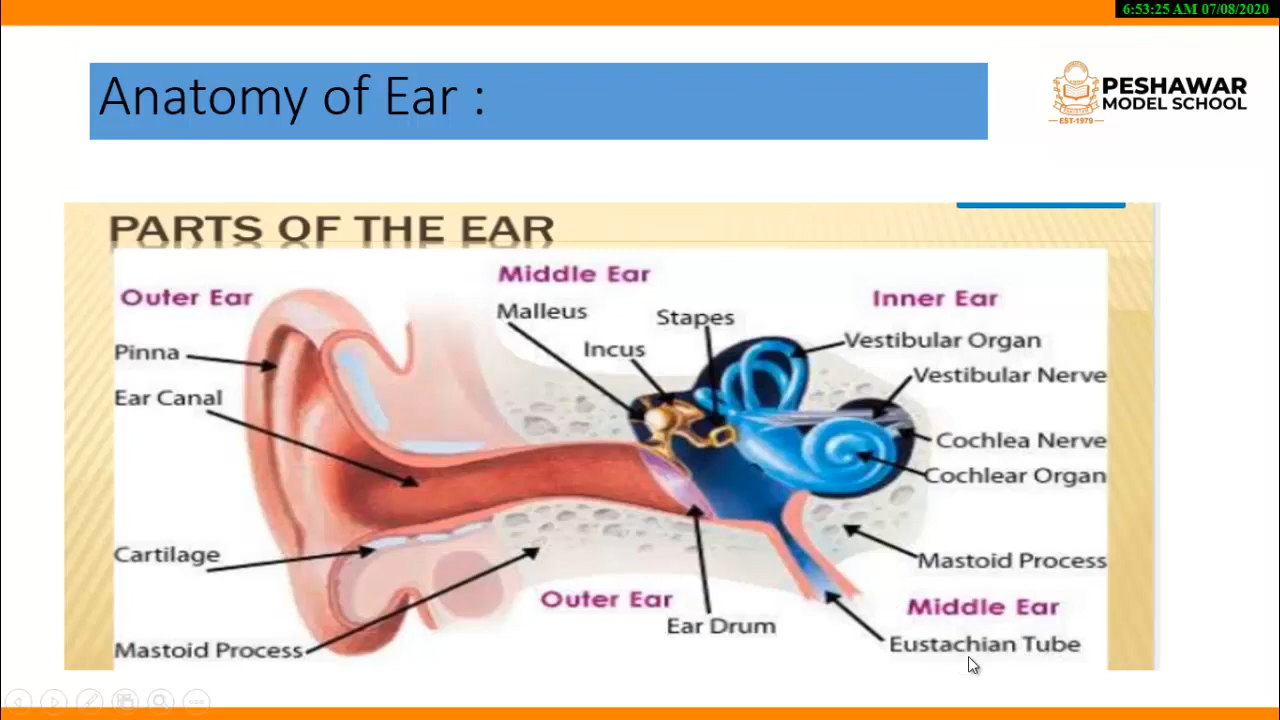 6:53:25 AM 07/08/2020
Anatomy of Ear :
PESHAWAR
MODEL SCHOOL
EST-1979
PARTS OF THE EAR
Middle Ear
Outer Ear
Inner Ear
Malleus
Stapes
Incus
Vestibular Organ
Pinna
Vestibular Nerve
Ear Canal
Cochlea Nerve
Cochlear Organ
Cartilage
Mastoid Process
Outer Ear
Middle Ear
Ear Drum
Eustachian Tube
Mastoid Process